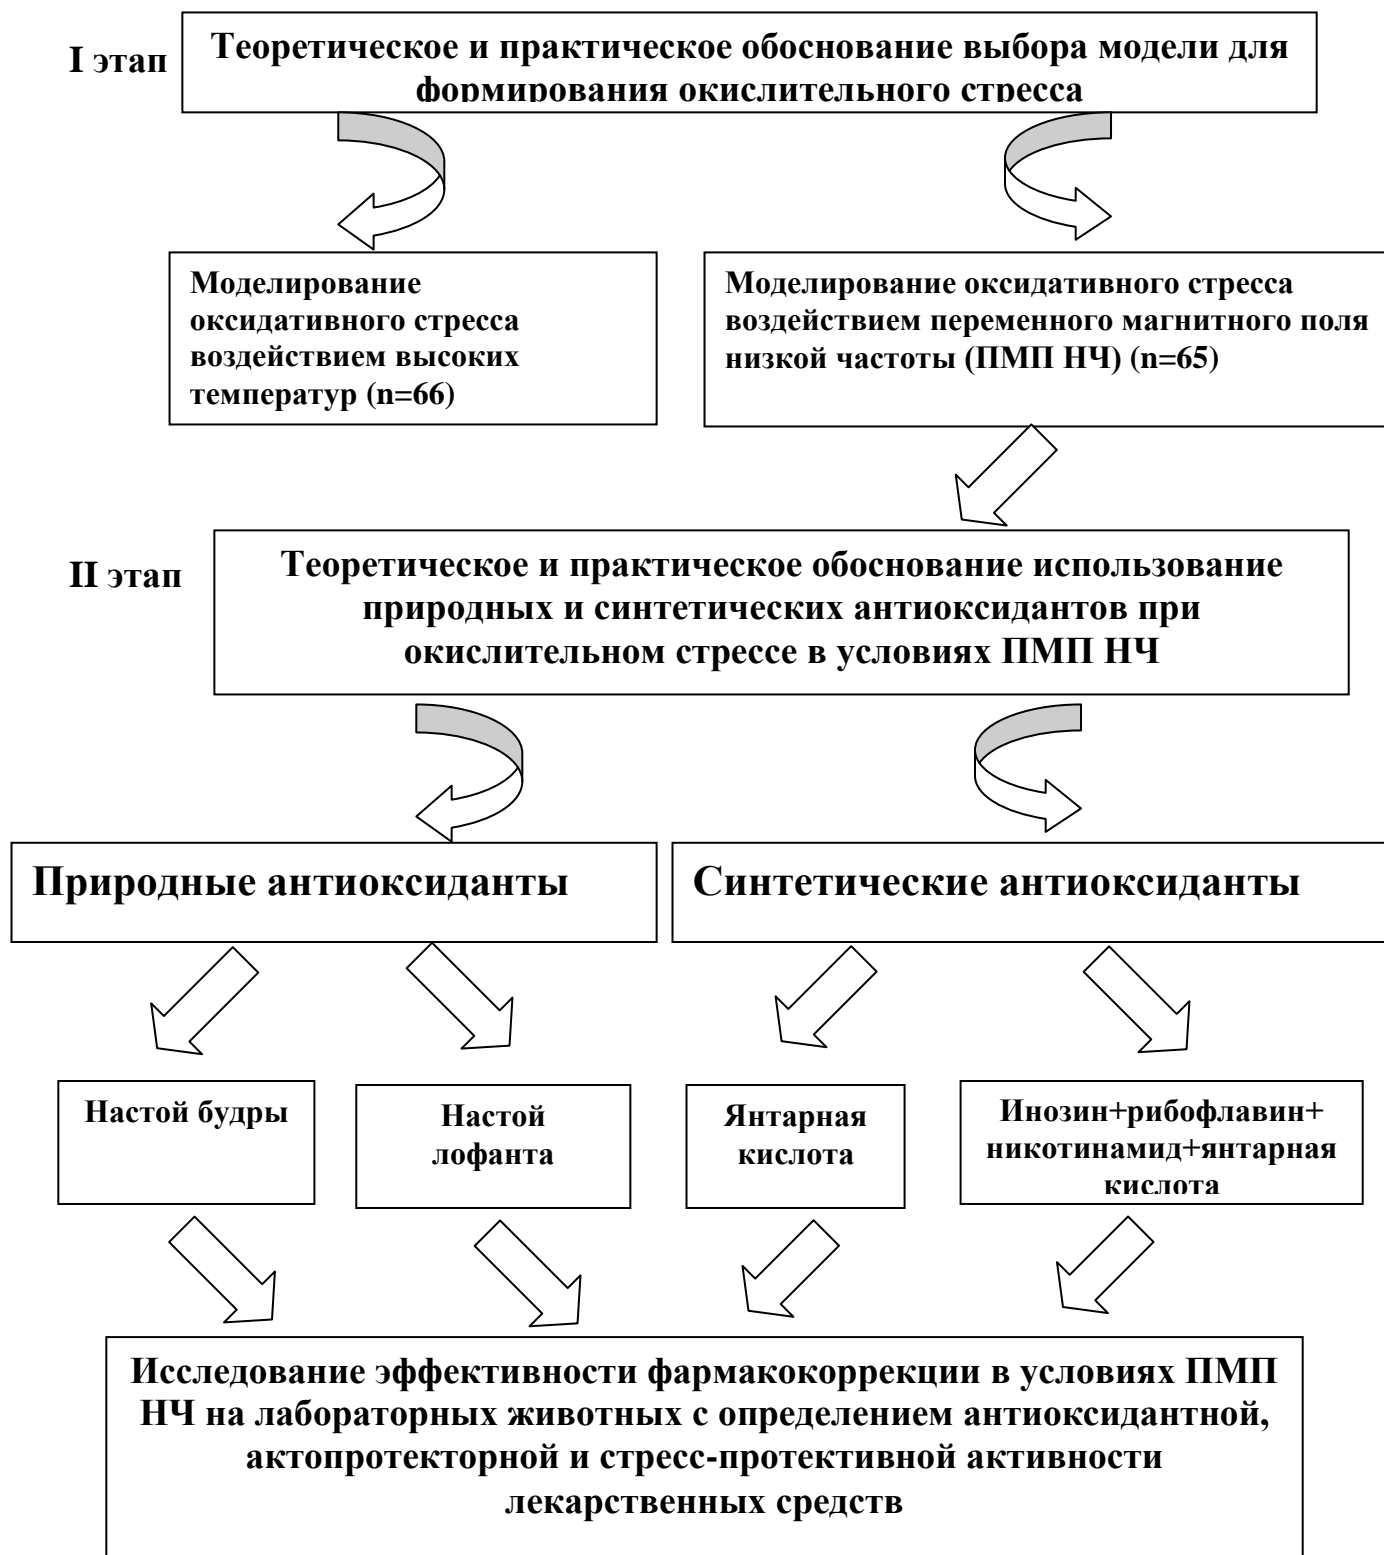 I этап
Теоретическое и практическое обоснование выбора модели для
формирования окислительного стресса
Моделирование
оксидативного стресса
воздействием высоких
температур (n=66)
Моделирование оксидативного стресса
воздействием переменного магнитного поля
низкой частоты (ПМП НЧ) (n=65)
II этап
Теоретическое и практическое обоснование использование
природных и синтетических антиоксидантов при
окислительном стрессе в условиях ПМП НЧ
Природные антиоксиданты
Синтетические антиоксиданты
Настой будры
Настой
лофанта
Янтарная
кислота
Инозин+рибофлавин+
никотинамид+янтарная
кислота
Исследование эффективности фармакокоррекции в условиях ПМП
НЧ на лабораторных животных с определением антиоксидантной,
актопротекторной и стресс-протективной активности
лекарственных средств